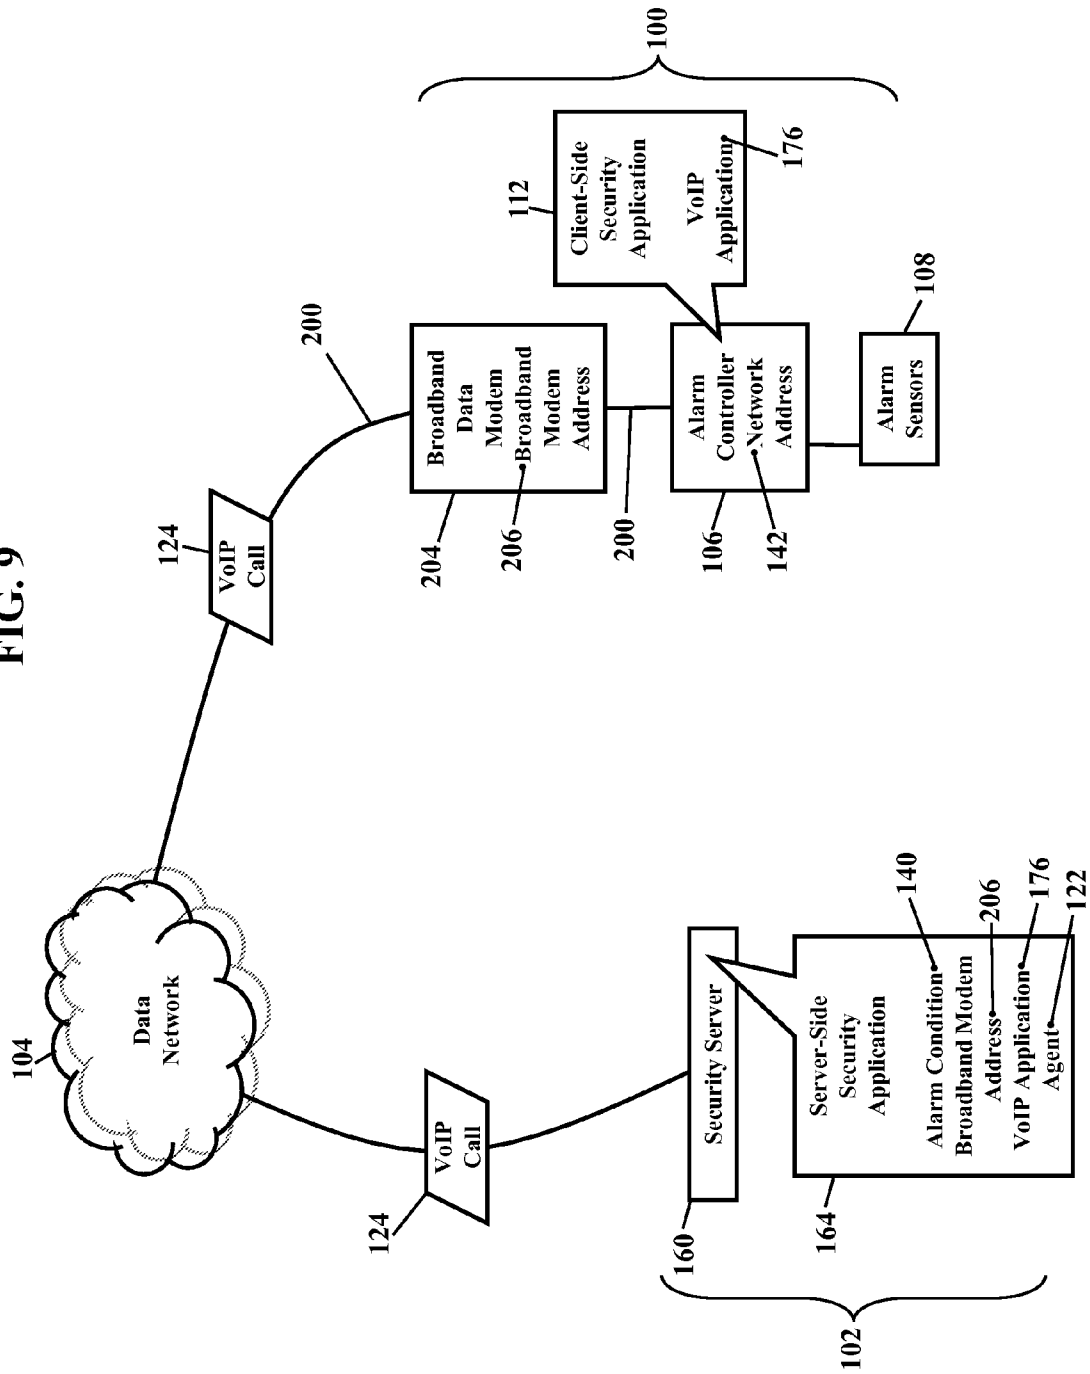 FIG. 9
104
Data
Network
124
VoIP
Call
124
VoIP
Call
200
204
206
Broadband
Data
Modem
Broadband
Modem
Address
200
106
142
Alarm
Controller
Network
Address
112
Client-Side
Security
Application
VoIP
Application
176
100
Alarm
Sensors
108
160
Security Server
164
Server-Side
Security
Application
Alarm Condition
140
Broadband Modem
Address
206
VoIP Application
176
Agent
122
102